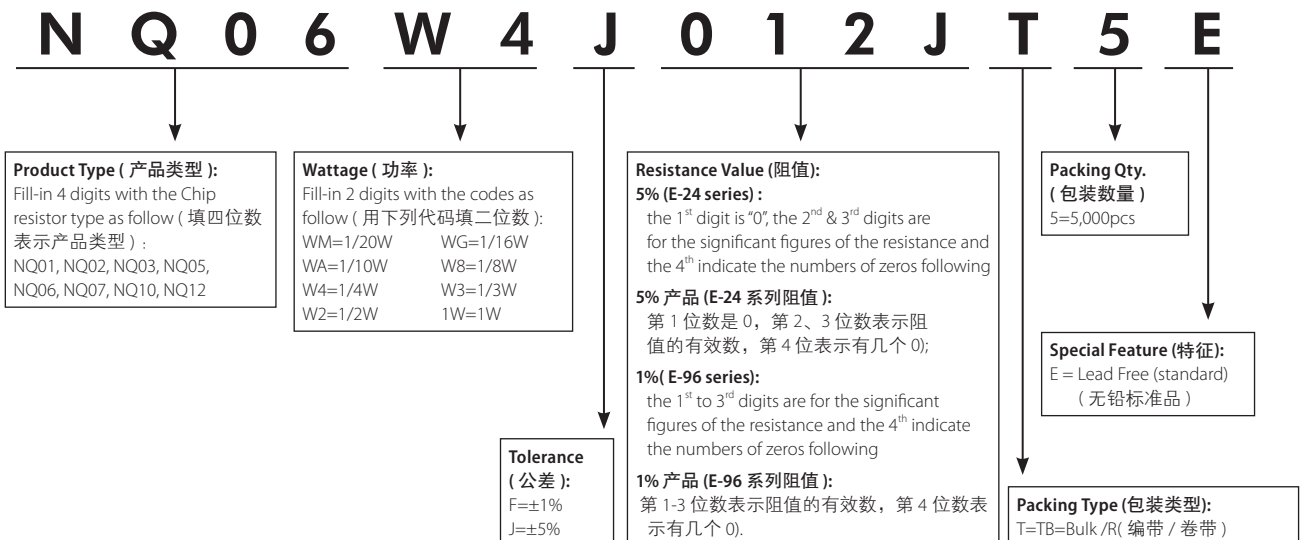 NQ06W4J012JT5E
Product Type ( 产品类型 ):
Fill-in 4 digits with the Chip
resistor type as follow ( 填四位数
表示产品类型 ) :
NQ01, NQ02, NQ03, NQ05,
NQ06, NQ07, NQ10, NQ12
Wattage ( 功率 ):
Fill-in 2 digits with the codes as
follow ( 用下列代码填二位数 ):
WM=1/20W WG=1/16W
WA=1/10W W8=1/8W
W4=1/4W W3=1/3W
W2=1/2W 1W=1W
Tolerance
( 公差 ):
F=±1%
J=±5%
Resistance Value (阻值):
5% (E-24 series) :
the 1st digit is "0", the 2nd & 3rd digits are
for the significant figures of the resistance and
the 4th indicate the numbers of zeros following
5% 产品 (E-24 系列阻值 ):
第 1 位数是 0，第 2、3 位数表示阻
值的有效数，第 4 位表示有几个 0);
1%( E-96 series):
the 1st to 3rd digits are for the significant
figures of the resistance and the 4th indicate
the numbers of zeros following
1% 产品 (E-96 系列阻值 ):
第 1-3 位数表示阻值的有效数，第 4 位数表
示有几个 0).
Packing Qty.
( 包装数量 )
5=5,000pcs
Special Feature (特征):
E = Lead Free (standard)
( 无铅标准品 )
Packing Type (包装类型):
T=TB=Bulk /R( 编带 / 卷带 )